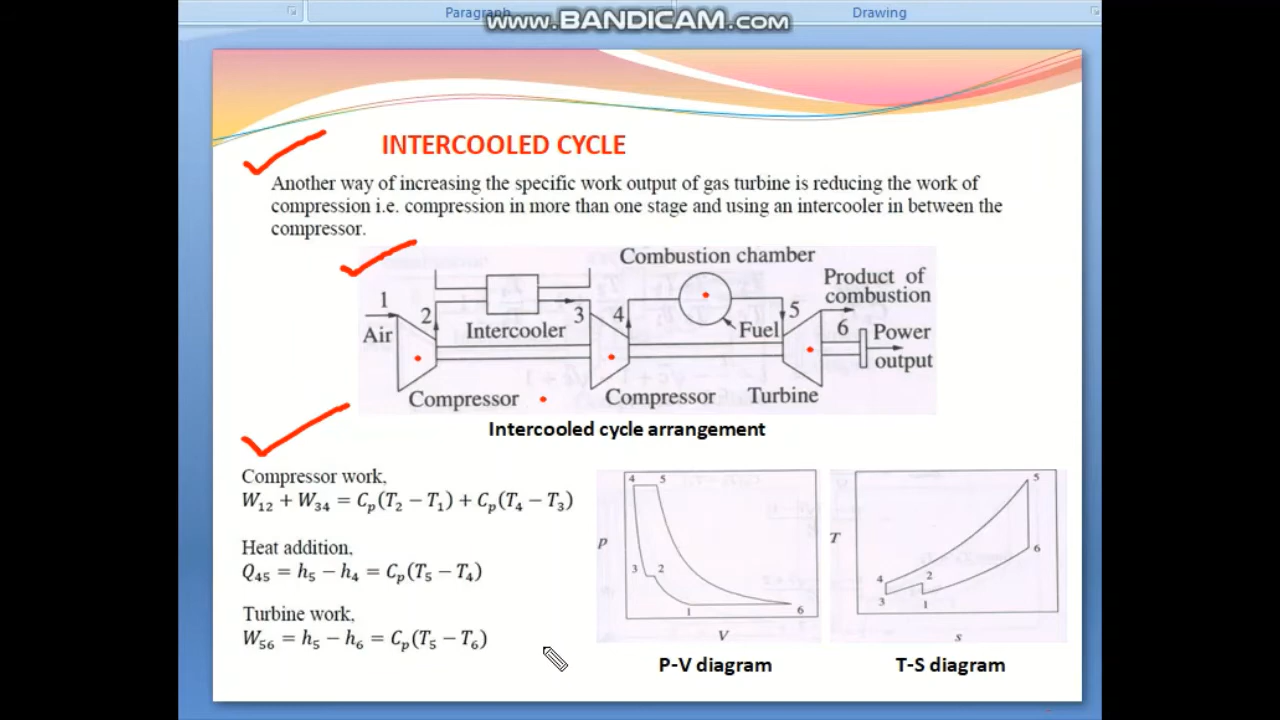 Paragraph
Drawing
www.BANDICAM.com
INTERCOOLED CYCLE
Another way of increasing the specific work output of gas turbine is reducing the work of
compression i.e. compression in more than one stage and using an intercooler in between the
compressor.
Combustion chamber
Product of
combustion
1
2
3
4
5
6
Air
Intercooler
Fuel
Power
output
Compressor
Compressor
Turbine
Intercooled cycle arrangement
Compressor work,
W₁₂ + W₃₄ = Cₚ(T₂ − T₁) + Cₚ(T₄ − T₃)
Heat addition,
Q₄₅ = h₅ − h₄ = Cₚ(T₅ − T₄)
Turbine work,
W₅₆ = h₅ − h₆ = Cₚ(T₅ − T₆)
4 5
p
3 2
1
6
V
P-V diagram
5
T
6
4 2
3 1
s
T-S diagram